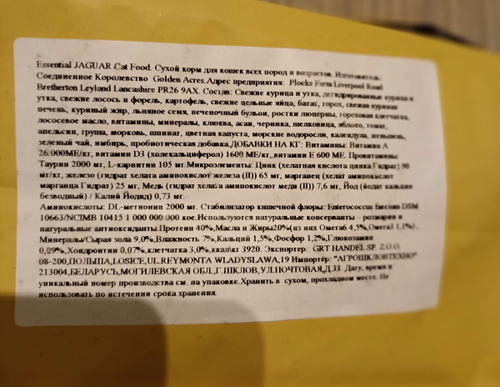 Essential JAGUAR Cat Food. Сухой корм для кошек всех пород и возрастов. Изготовитель:
Соединенное Королевство Golden Acres.Адрес предприятия: Plocks Farm Liverpool Road
Bretherton Leyland Lancashire PR26 9AX. Состав: Свежие курица и утка, дегидрированные курица и
утка, свежие лосось и форель, картофель, свежие цельные яйца, батат, горох, свежая куриная
печень, куриный жир, льняное семя, печеночный бульон, ростки люцерны, гороховая клетчатка,
лососевое масло, витамины, минералы, клюква, асаи, черника, шелковица, яблоко, томат,
апельсин, груша, морковь, шпинат, цветная капуста, морские водоросли, календула, женьшень,
зеленый чай, имбирь, пробиотическая добавка.ДОБАВКИ НА КГ: Витамины: Витамин А
26.000МЕ/кг, витамин D3 (холекальциферол) 1609 МЕ/кг,витамин Е 600 МЕ. Провитамины:
Таурин 2000 мг, L-карнитин 105 мг.Микроэлементы: Цинк (хелатная кислота цинка Гидрат) 90
мг/кг, железо (гидрат хелата аминокислот железа (II)) 65 мг, марганец (хелат аминокислот
марганца Гидрат) 25 мг, Медь (гидрат хелата аминокислот меди (II)) 7,6 мг, Йод (йодат кальция
безводный) / Калий Йодид) 0,73 мг.
Аминокислоты: DL-метионин 2000 мг. Стабилизатор кишечной флоры: Enterococcus faecium DSM
10663/NCIMB 10415 1 000 000 000 кое.Используются натуральные консерванты – розмарин и
натуральные антиоксиданты.Протеин 40%,Масла и Жиры20%(из них Омега6 4,5%,Омега3 1,1%),
Минералы/Сырая зола 9,0%,Влажность 7%,Кальций 1,5%,Фосфор 1,2%,Глюкозамин
0,09%,Хондроитин 0,07%,клетчатка 3,0%,ккал/кг 3920. Экспортер: GRT HANDEL SP. Z.O.O.
08-200,ПОЛЬША,LOSICE,UL.REYMONTA WLADYSLAWA,19 Импортёр: "АГРОШКЛОВТЕХНО"
213004,БЕЛАРУСЬ,МОГИЛЕВСКАЯ ОБЛ,Г.ШКЛОВ,УЛ.ПОЧТОВАЯ,Д.33. Дату, время и
уникальный номер производства см. на упаковке.Хранить в сухом, прохладном месте. Не
использовать по истечении срока хранения.